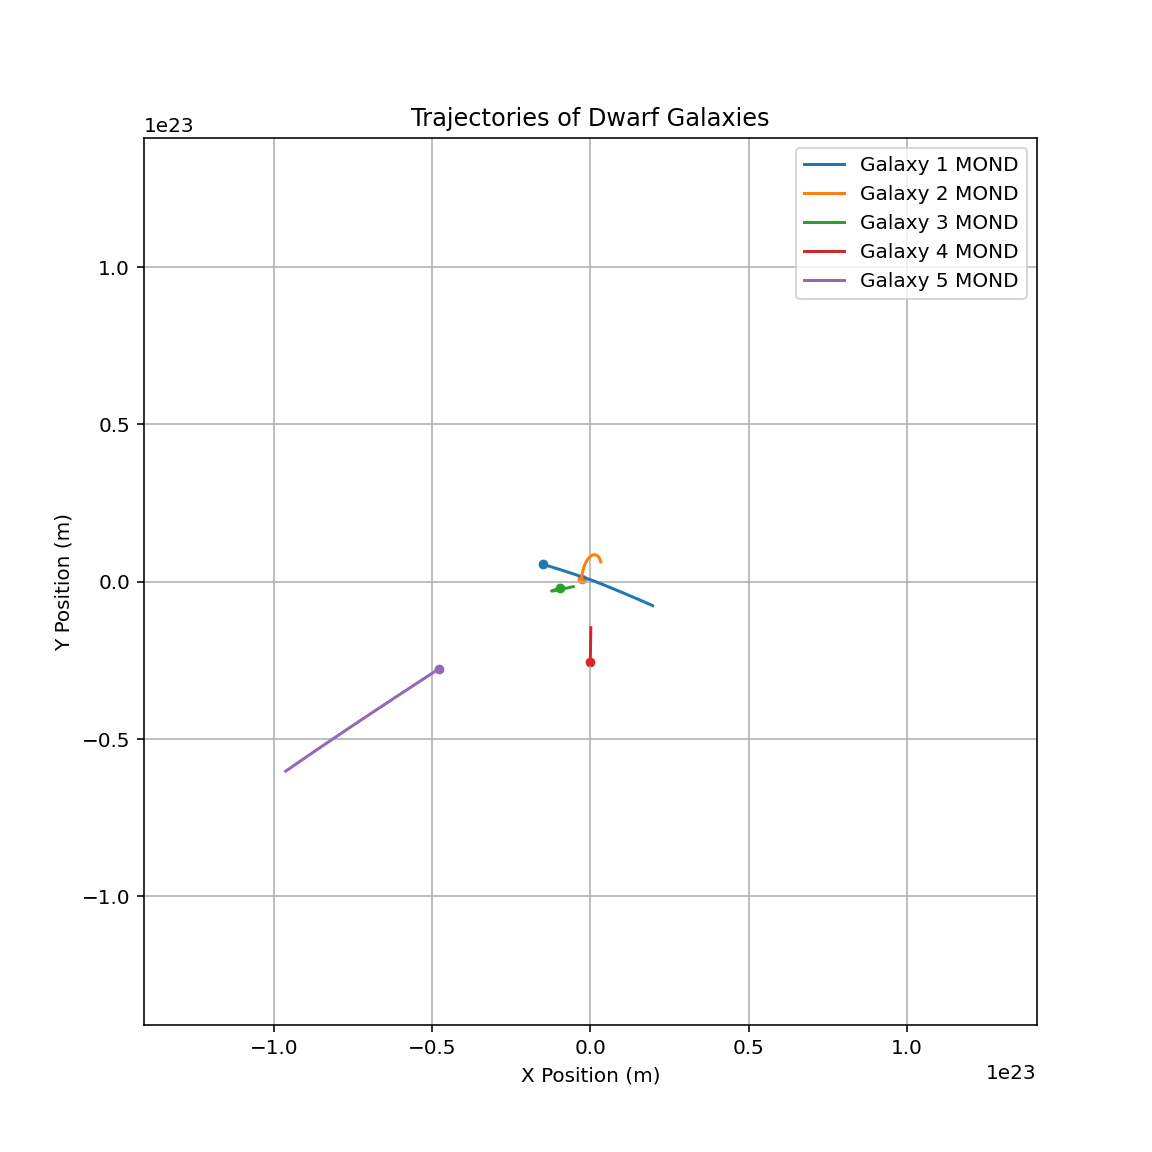 Trajectories of Dwarf Galaxies
1e23
Galaxy 1 MOND
Galaxy 2 MOND
Galaxy 3 MOND
Galaxy 4 MOND
Galaxy 5 MOND
1.0
0.5
0.0
−0.5
−1.0
Y Position (m)
−1.0 −0.5 0.0 0.5 1.0
1e23
X Position (m)